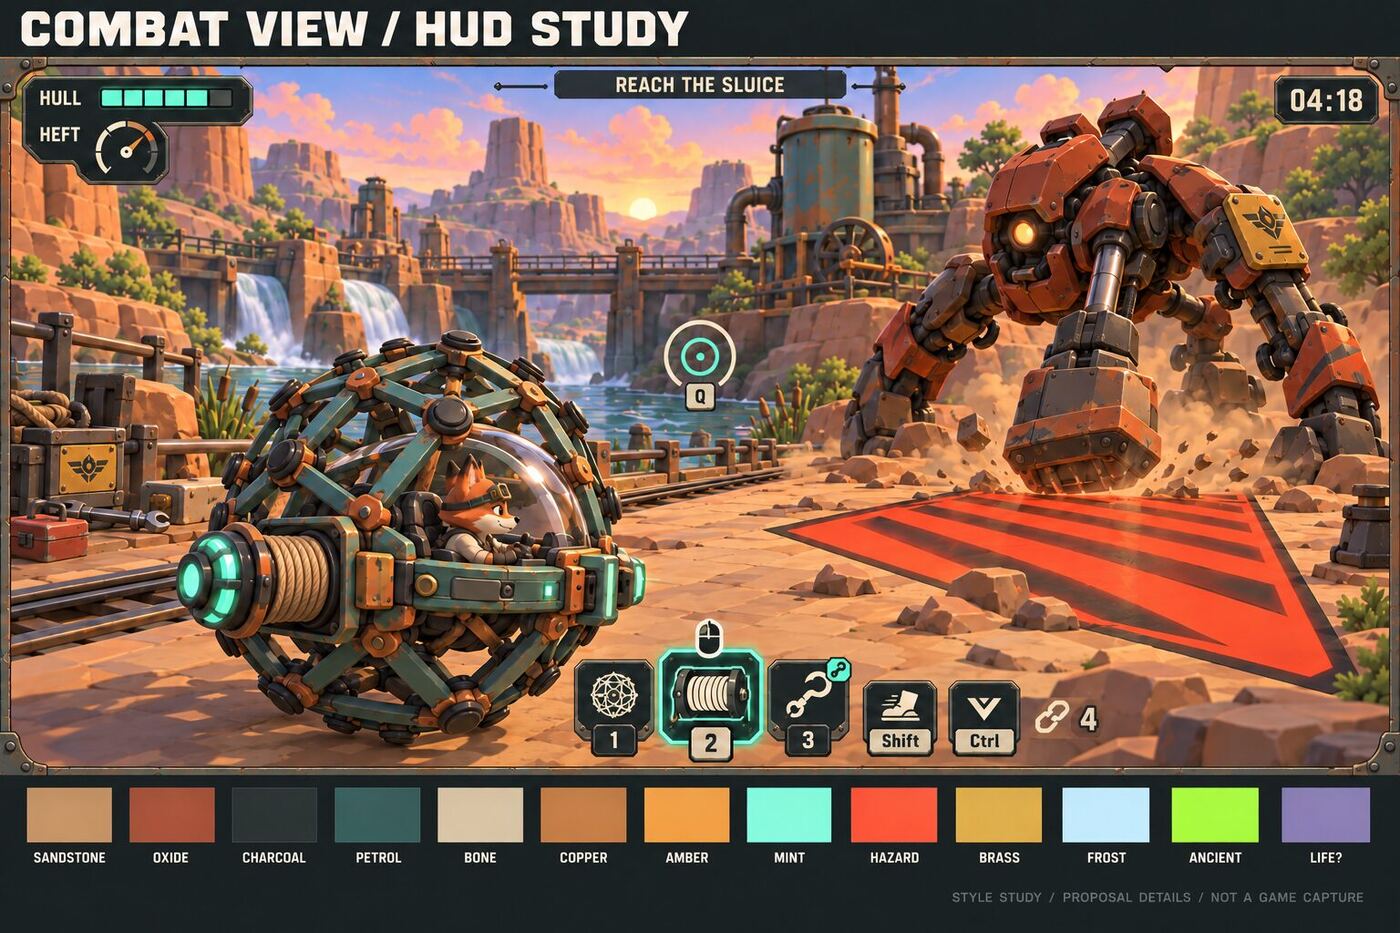 COMBAT VIEW / HUD STUDY
HULL
HEFT
REACH THE SLUICE
04:18
Q
1
2
3
Shift
Ctrl
4
SANDSTONE
OXIDE
CHARCOAL
PETROL
BONE
COPPER
AMBER
MINT
HAZARD
BRASS
FROST
ANCIENT
LIFE?
STYLE STUDY / PROPOSAL DETAILS / NOT A GAME CAPTURE